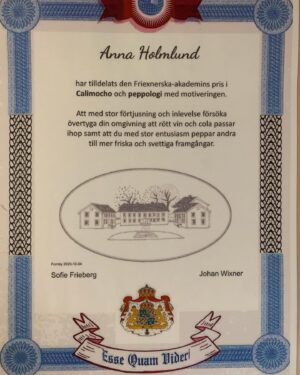 Anna Holmlund
har tilldelats den Friexnerska-akademins pris i
Calimocho och peppologi med motiveringen.
Att med stor förtjusning och inlevelse försöka
övertyga din omgivning att rött vin och cola passar
ihop samt att du med stor entusiasm peppar andra
till mer friska och svettiga framgångar.
Sofie Frieberg
Johan Wixner
Esse Quam Videri